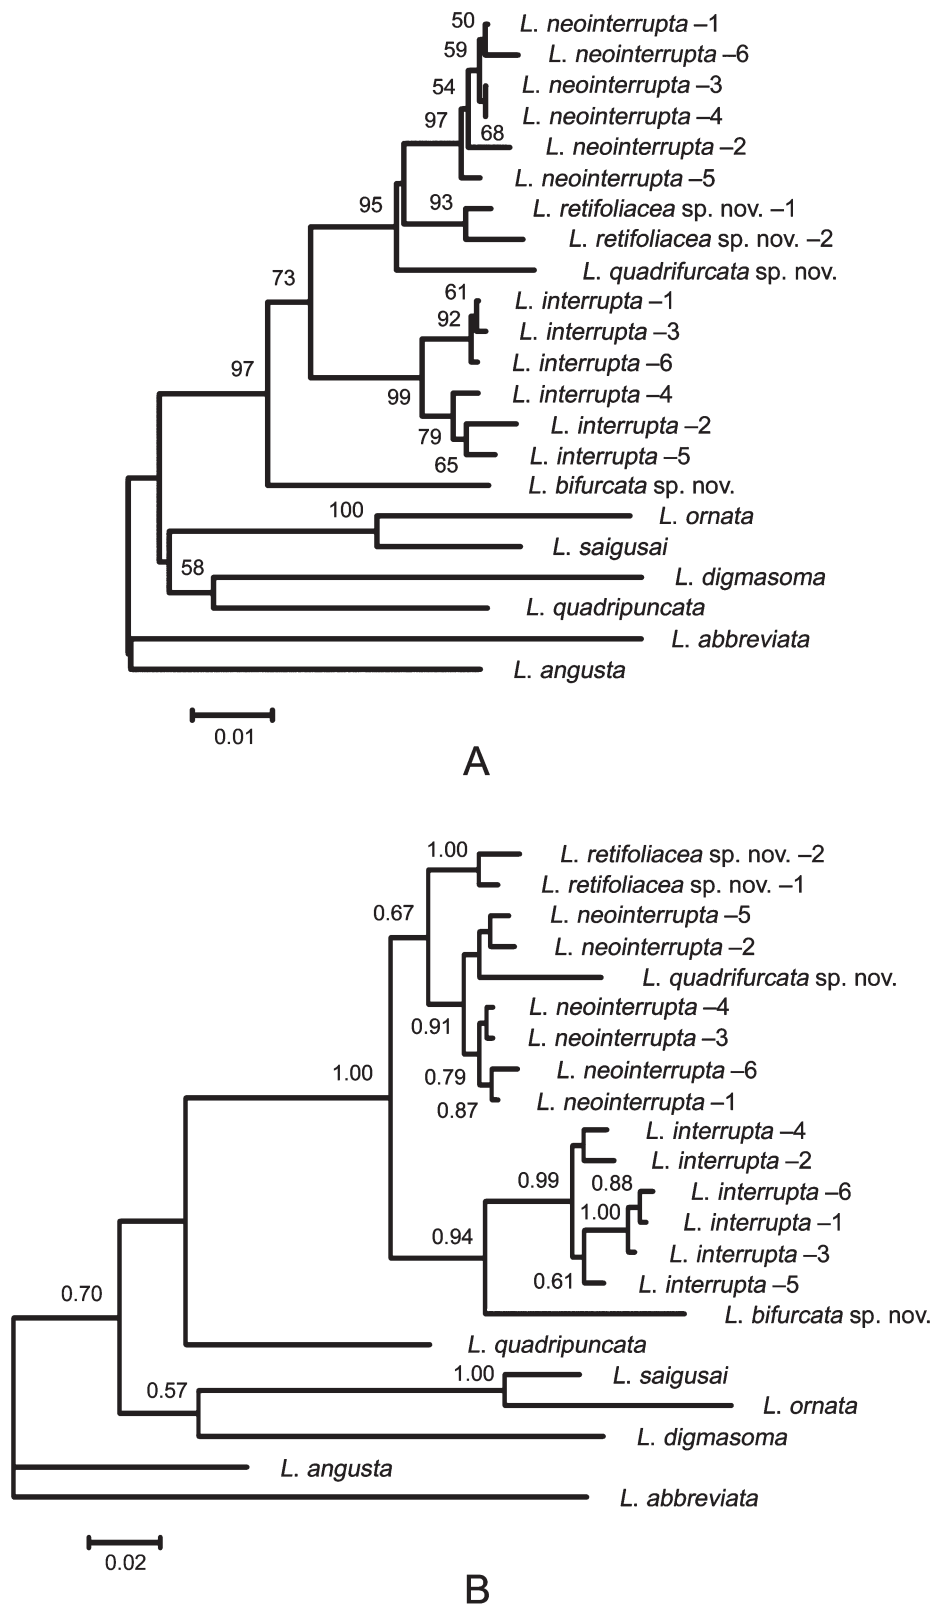 50
L. neointerrupta –1
59
L. neointerrupta –6
54
L. neointerrupta –3
97
L. neointerrupta –4
68
L. neointerrupta –2
L. neointerrupta –5
95
93
L. retifoliacea sp. nov. –1
L. retifoliacea sp. nov. –2
73
L. quadrifurcata sp. nov.
61
L. interrupta –1
92
L. interrupta –3
L. interrupta –6
97
99
L. interrupta –4
79
L. interrupta –2
65
L. interrupta –5
L. bifurcata sp. nov.
100
L. ornata
L. saigusai
58
L. digmasoma
L. quadripuncata
L. abbreviata
L. angusta
0.01
A
1.00
L. retifoliacea sp. nov. –2
L. retifoliacea sp. nov. –1
0.67
L. neointerrupta –5
L. neointerrupta –2
L. quadrifurcata sp. nov.
L. neointerrupta –4
0.91
L. neointerrupta –3
1.00
0.79
L. neointerrupta –6
0.87
L. neointerrupta –1
L. interrupta –4
L. interrupta –2
0.99
0.88
L. interrupta –6
1.00
L. interrupta –1
0.94
L. interrupta –3
0.61
L. interrupta –5
0.70
L. bifurcata sp. nov.
L. quadripuncata
1.00
L. saigusai
0.57
L. ornata
L. digmasoma
L. angusta
L. abbreviata
0.02
B